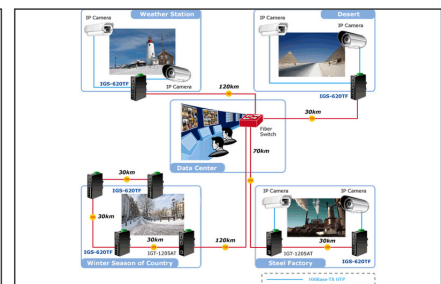 Weather Station
Desert
IP Camera
IP Camera
IP Camera
IP Camera
IGS-620TF
IGS-620TF
120km
30km
Fiber
Switch
70km
Data Center
30km
IGS-620TF
30km
IP Camera
IP Camera
IGS-620TF
30km
IGT-1205AT
120km
IGT-1205AT
30km
IGS-620TF
Winter Season of Country
Steel Factory
100Base-TX UTP